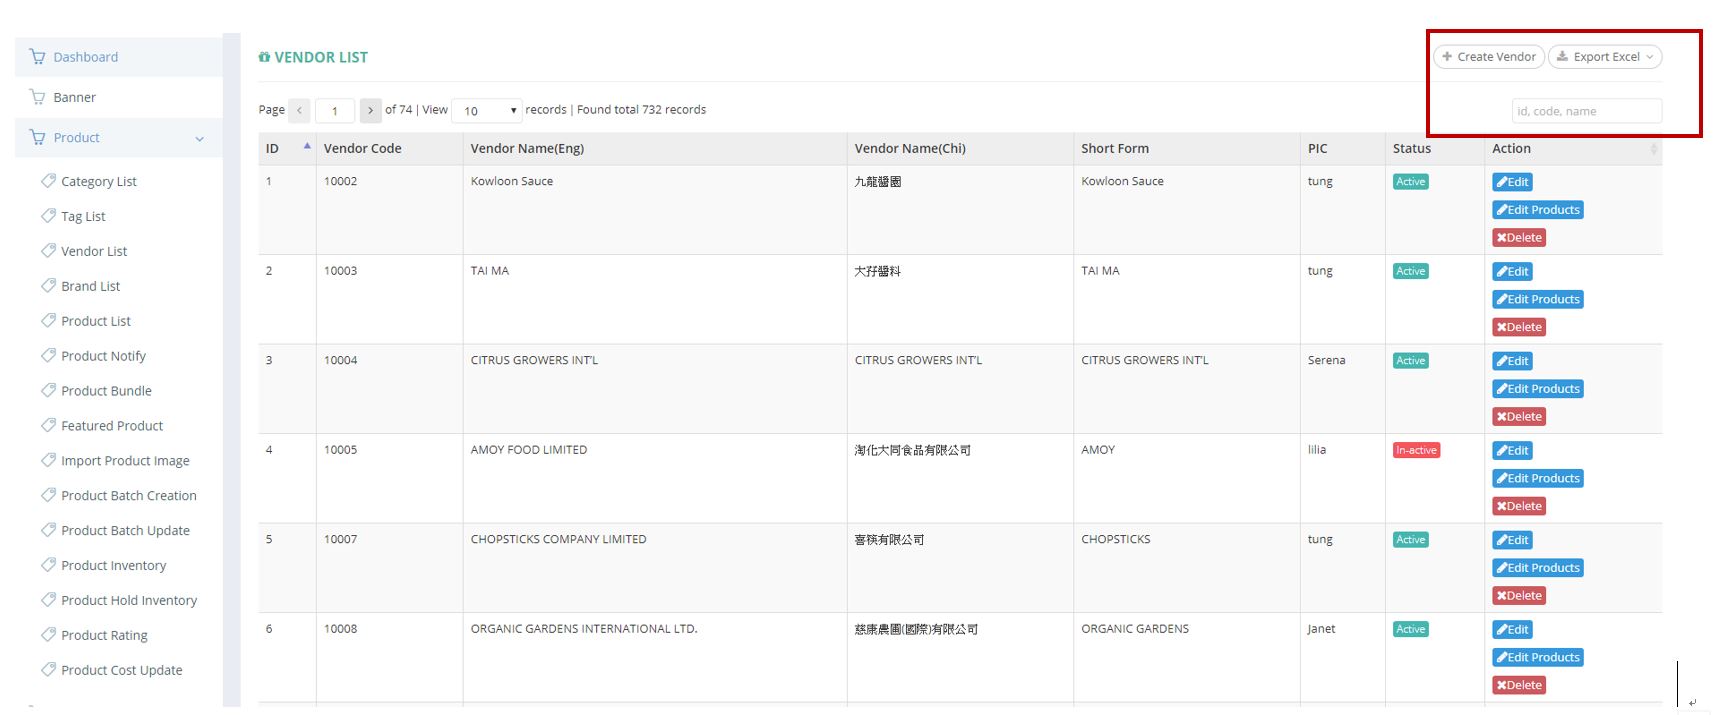 Dashboard
Banner
Product
Category List
Tag List
Vendor List
Brand List
Product List
Product Notify
Product Bundle
Featured Product
Import Product Image
Product Batch Creation
Product Batch Update
Product Inventory
Product Hold Inventory
Product Rating
Product Cost Update
VENDOR LIST
Create Vendor Export Excel
Page 1 of 74 | View 10 records | Found total 732 records
id, code, name
ID Vendor Code Vendor Name(Eng) Vendor Name(Chi) Short Form PIC Status Action
1 10002 Kowloon Sauce 九龍醬園 Kowloon Sauce tung Active Edit
Edit Products
Delete
2 10003 TAI MA 大孖醬料 TAI MA tung Active Edit
Edit Products
Delete
3 10004 CITRUS GROWERS INT'L CITRUS GROWERS INT'L CITRUS GROWERS INT'L Serena Active Edit
Edit Products
Delete
4 10005 AMOY FOOD LIMITED 淘化大同食品有限公司 AMOY lilia In-active Edit
Edit Products
Delete
5 10007 CHOPSTICKS COMPANY LIMITED 喜筷有限公司 CHOPSTICKS tung Active Edit
Edit Products
Delete
6 10008 ORGANIC GARDENS INTERNATIONAL LTD. 慈康農圃(國際)有限公司 ORGANIC GARDENS Janet Active Edit
Edit Products
Delete